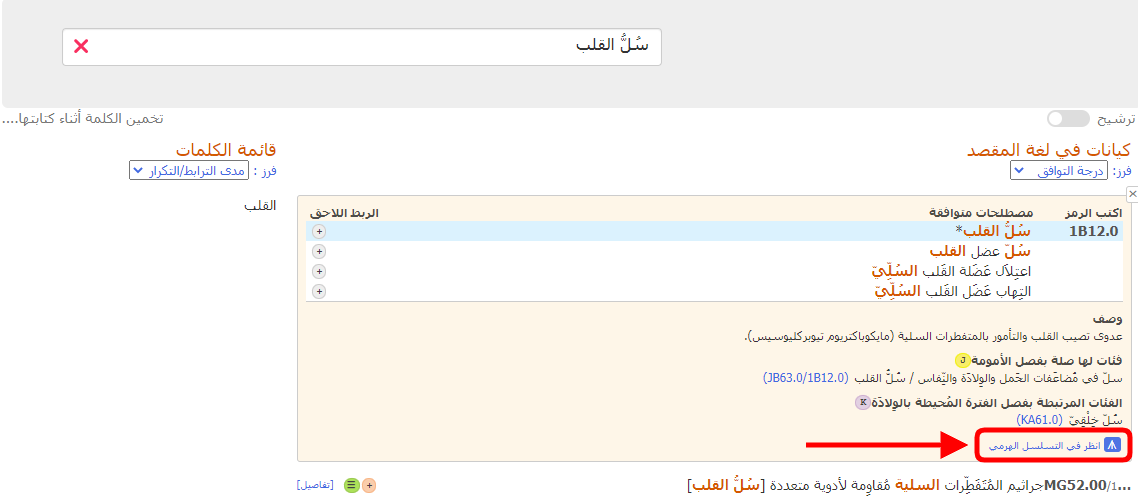 سُلُّ القلب
ترشيح
تخمين الكلمة أثناء كتابتها....
كيانات في لغة المقصد
فرز: درجة التوافق
قائمة الكلمات
فرز : مدى الترابط/التكرار
القلب
اكتب الرمز مصطلحات متوافقة الربط اللاحق
1B12.0 سُلُّ القلب*
سُلّ عضل القلب
اعتِلاَل عَضَلة القَلب السُلِّيّ
التِهاب عَضَل القَلب السُلِّيّ
وصف
عدوى تصيب القلب والتأمور بالمتفطرات السلية (مايكوباكتريوم تيوبركليوسيس).
فئات لها صلة بفصل الأمومة J
سلّ في مُضاعَفات الحَمل والوِلادَة والنِّفاس / سُلُّ القلب (JB63.0/1B12.0)
الفئات المرتبطة بفصل الفترة المُحيطة بالوِلادَة K
سُلّ خِلْقِيّ (KA61.0)
انظر في التسلسل الهرمي
MG52.00/1... جراثيم المُتَفَطِّرات السلية مُقاوِمة لأدوية متعددة [سُلُّ القلب] [تفاصيل]